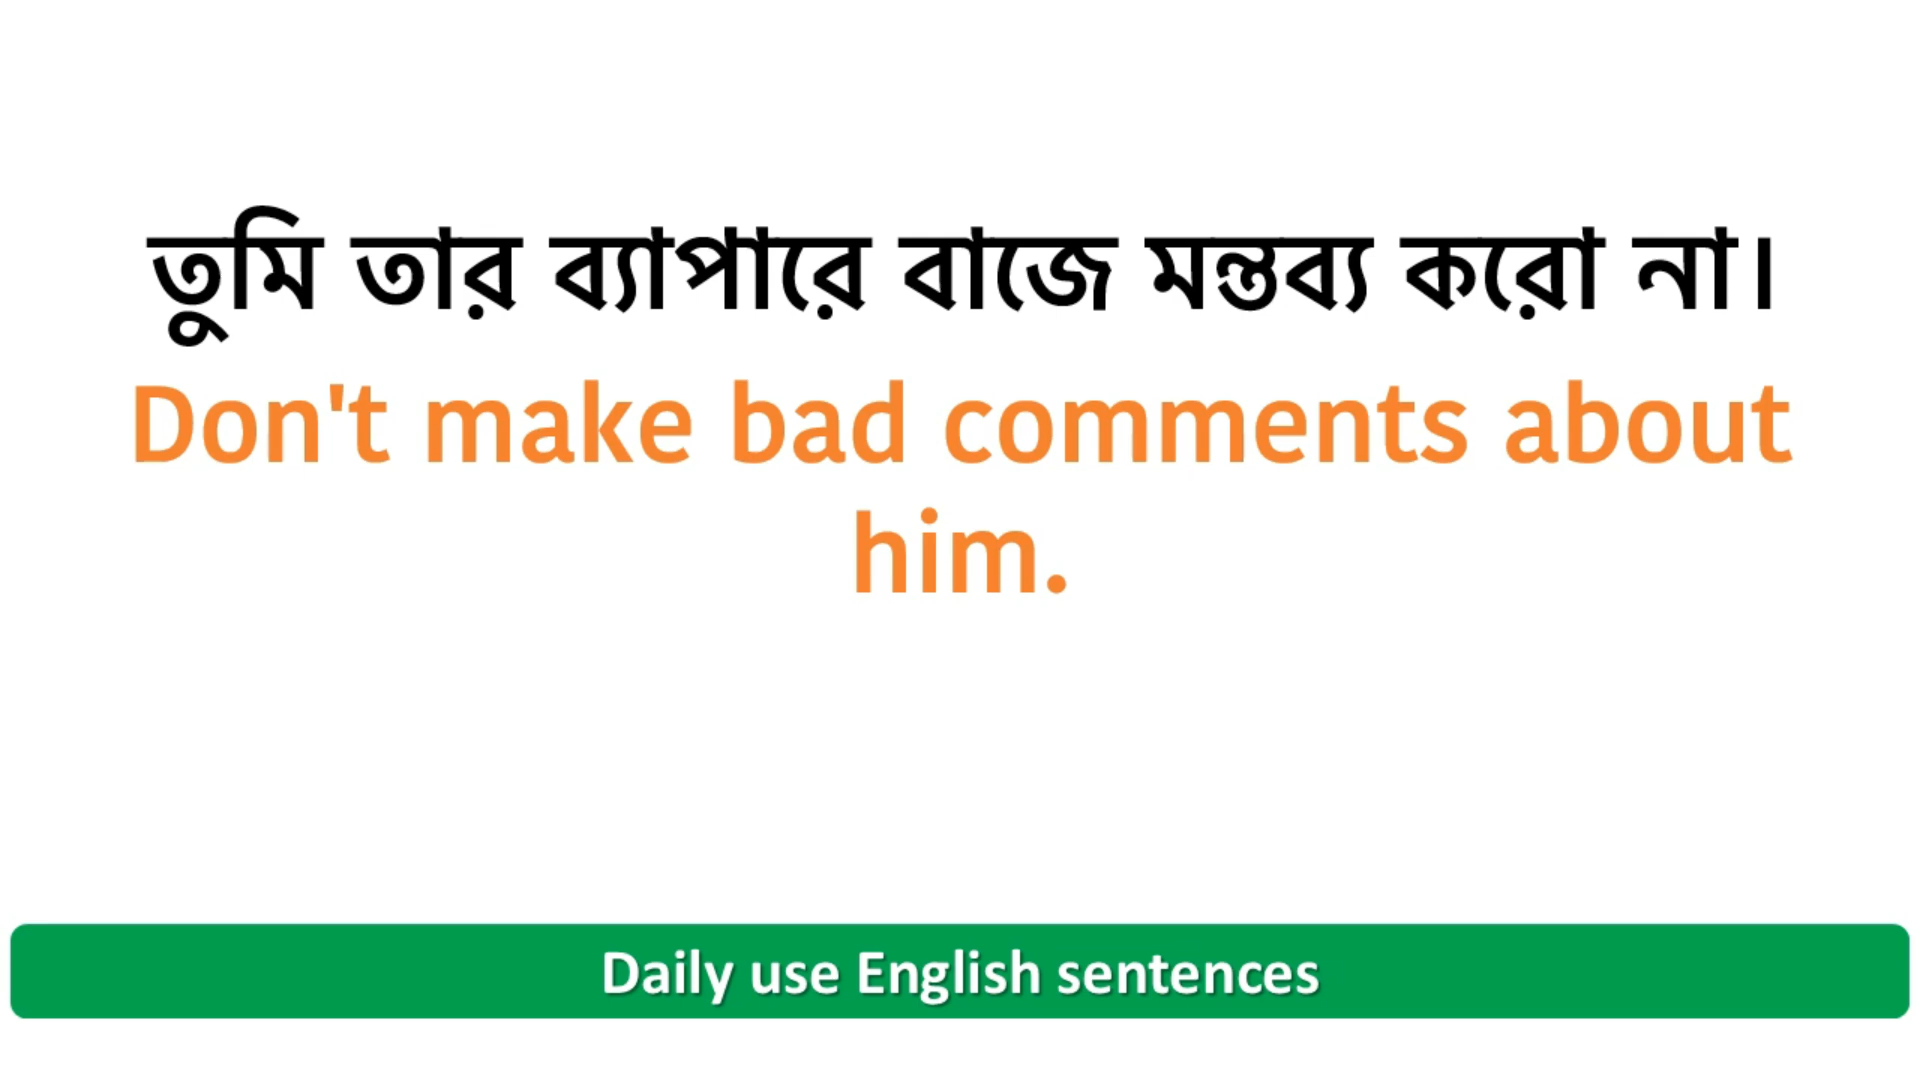 তুমি তার ব্যাপারে বাজে মন্তব্য করো না।
Don't make bad comments about
him.
Daily use English sentences